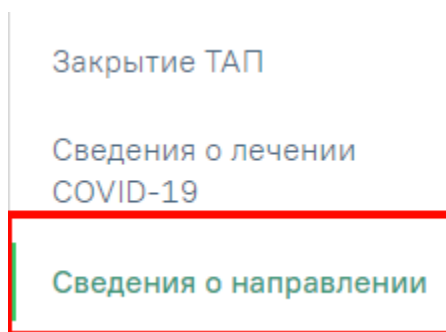 Закрытие ТАП
Сведения о лечении
COVID-19
Сведения о направлении